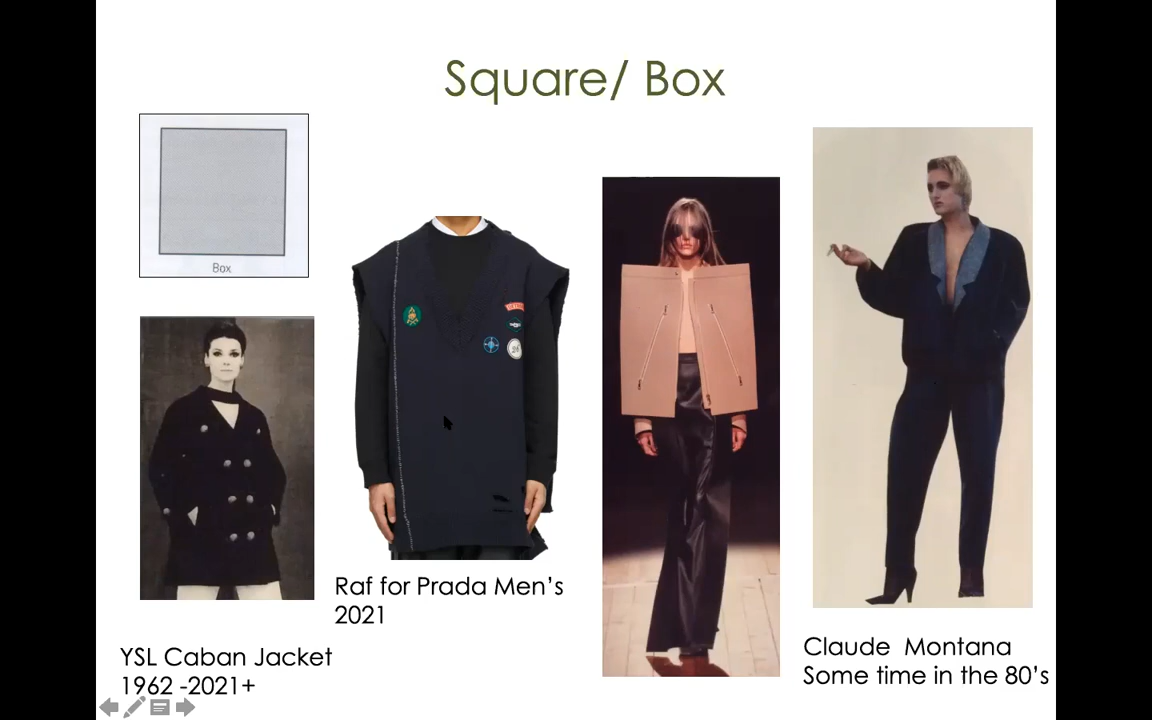 Square/ Box
Box
Raf for Prada Men's
2021
YSL Caban Jacket
1962 -2021+
Claude  Montana
Some time in the 80's